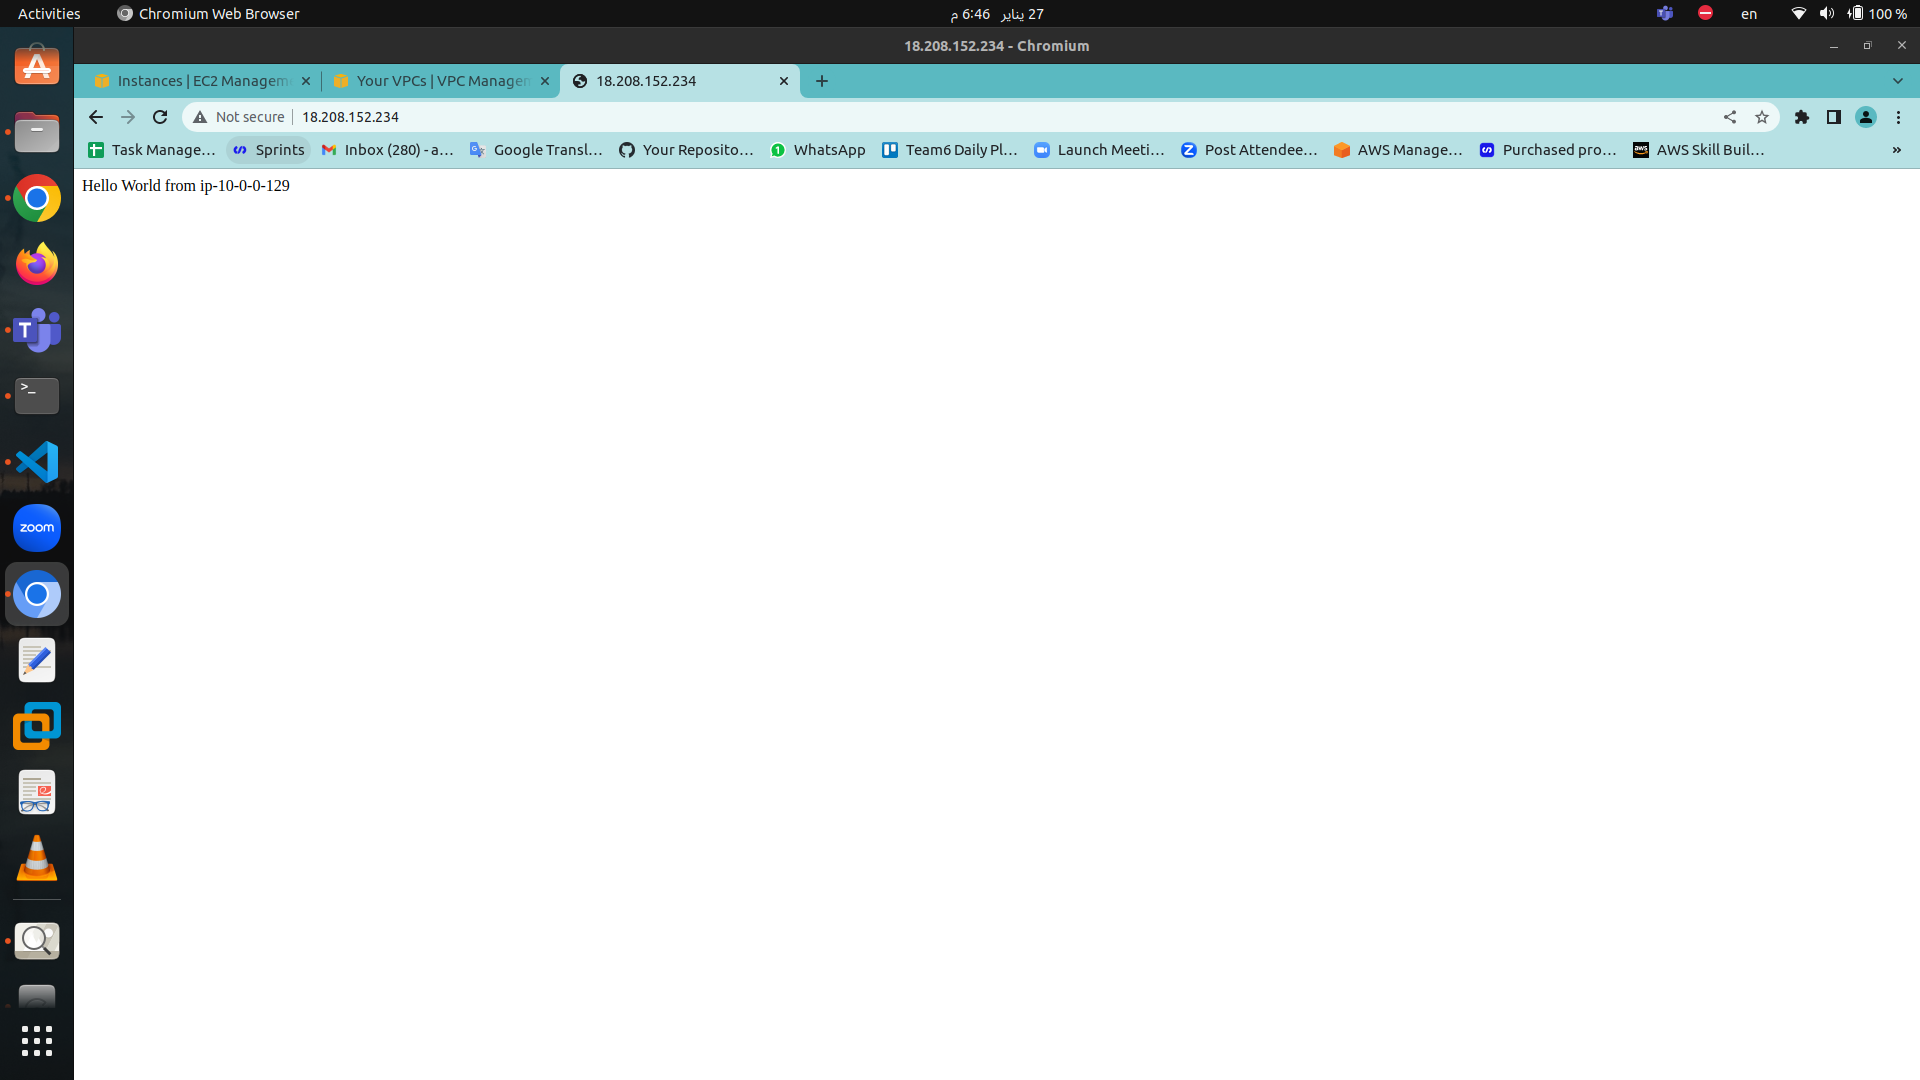 Activities
Chromium Web Browser
27 يناير 6:46 م
en
100 %
18.208.152.234 - Chromium
Instances | EC2 Manageme
Your VPCs | VPC Managen
18.208.152.234
Not secure
18.208.152.234
Task Manage...
Sprints
Inbox (280) - a...
Google Transl...
Your Reposito...
WhatsApp
Team6 Daily Pl...
Launch Meeti...
Post Attendee...
AWS Manage...
Purchased pro...
AWS Skill Buil...
»
Hello World from ip-10-0-0-129
T
>_
zoom